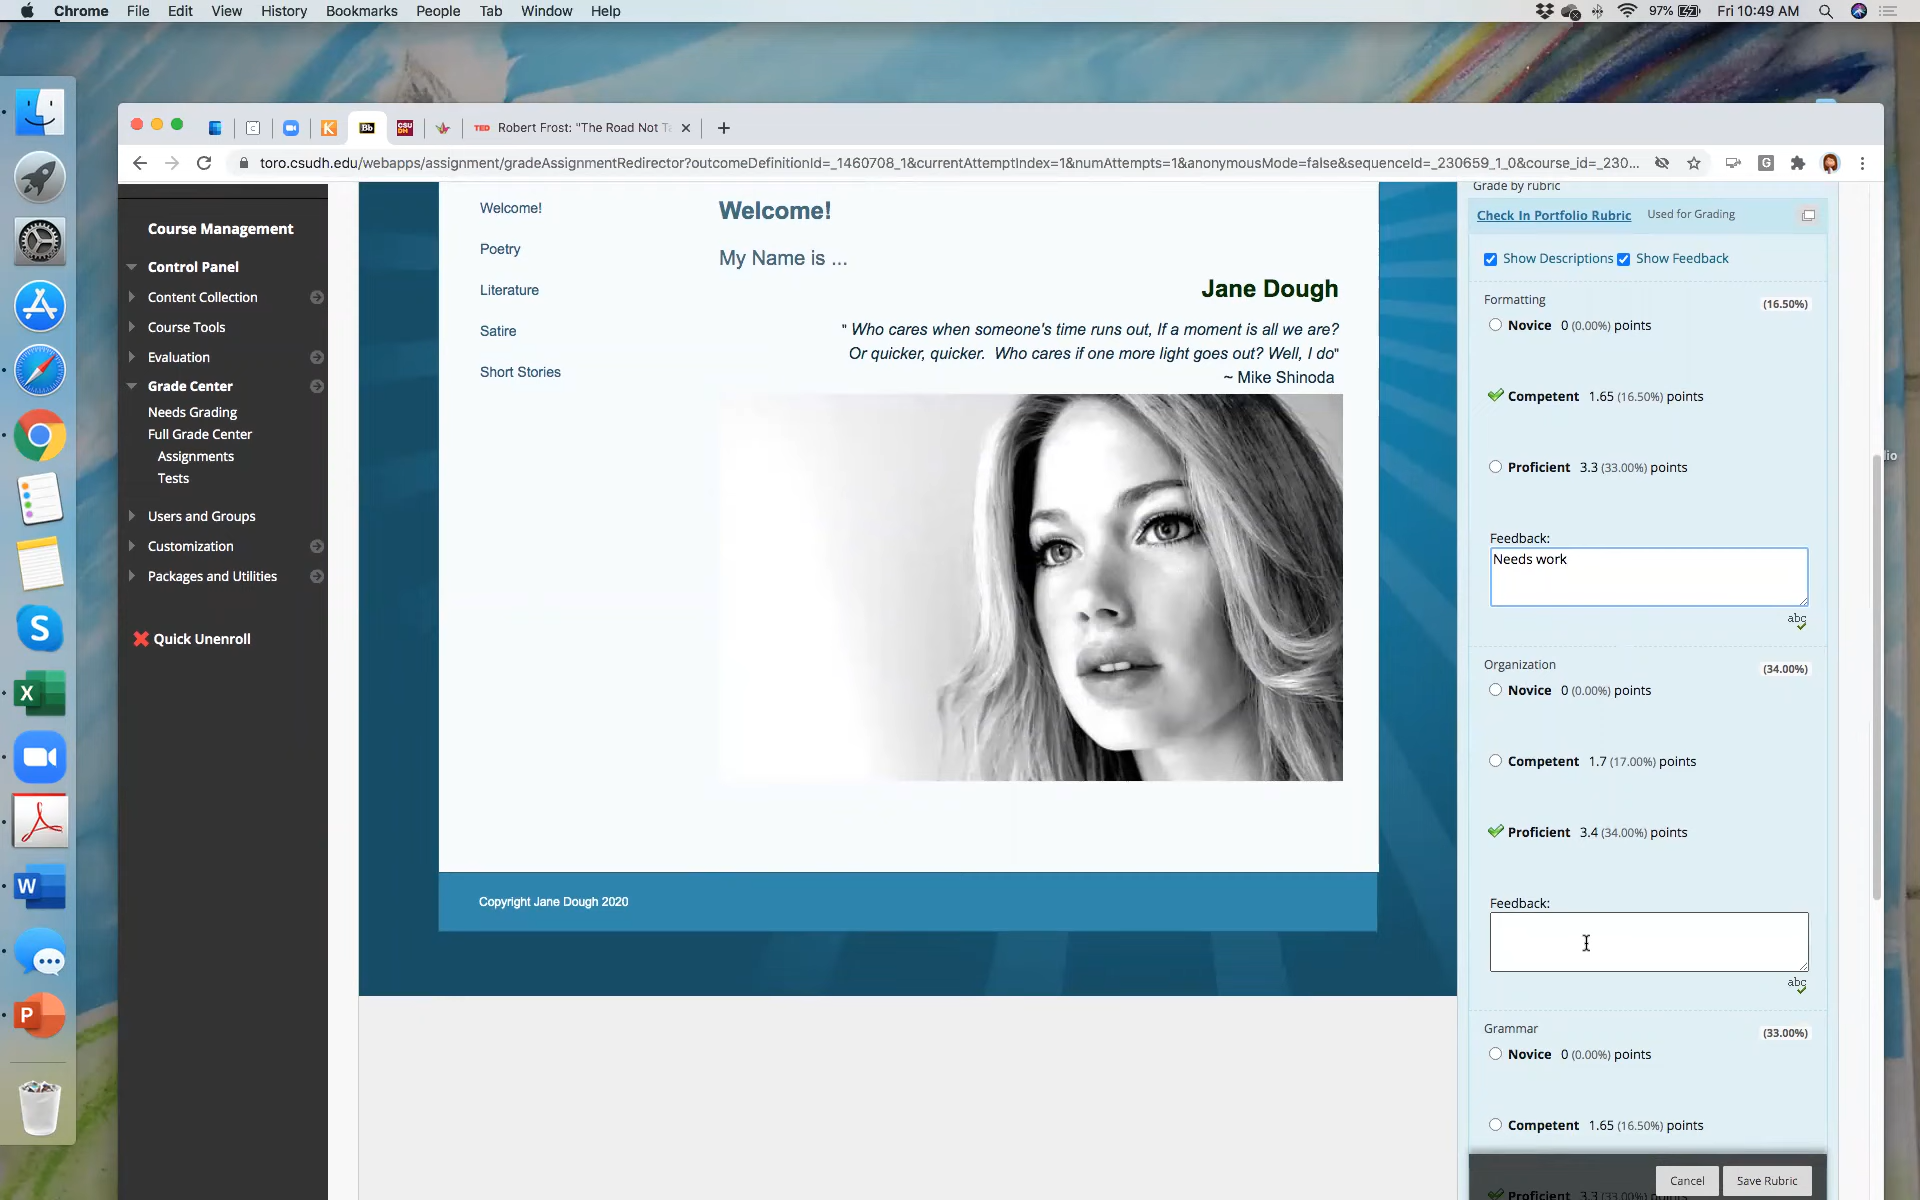 Chrome File Edit View History Bookmarks People Tab Window Help
97% Fri 10:49 AM
TED Robert Frost: "The Road Not T
toro.csudh.edu/webapps/assignment/gradeAssignmentRedirector?outcomeDefinitionId=_1460708_1&currentAttemptIndex=1&numAttempts=1&anonymousMode=false&sequenceId=_230659_1_0&course_id=_230...
Course Management
Control Panel
Content Collection
Course Tools
Evaluation
Grade Center
Needs Grading
Full Grade Center
Assignments
Tests
Users and Groups
Customization
Packages and Utilities
Quick Unenroll
Welcome!
Poetry
Literature
Satire
Short Stories
Welcome!
My Name is ...
Jane Dough
" Who cares when someone's time runs out, If a moment is all we are?
Or quicker, quicker. Who cares if one more light goes out? Well, I do"
~ Mike Shinoda
Copyright Jane Dough 2020
Grade by rubric
Check In Portfolio Rubric Used for Grading
Show Descriptions Show Feedback
Formatting (16.50%)
Novice 0 (0.00%) points
Competent 1.65 (16.50%) points
Proficient 3.3 (33.00%) points
Feedback:
Needs work
abc
Organization (34.00%)
Novice 0 (0.00%) points
Competent 1.7 (17.00%) points
Proficient 3.4 (34.00%) points
Feedback:
abc
Grammar (33.00%)
Novice 0 (0.00%) points
Competent 1.65 (16.50%) points
Cancel Save Rubric
Proficient 3.3 (33.00%) points
lio